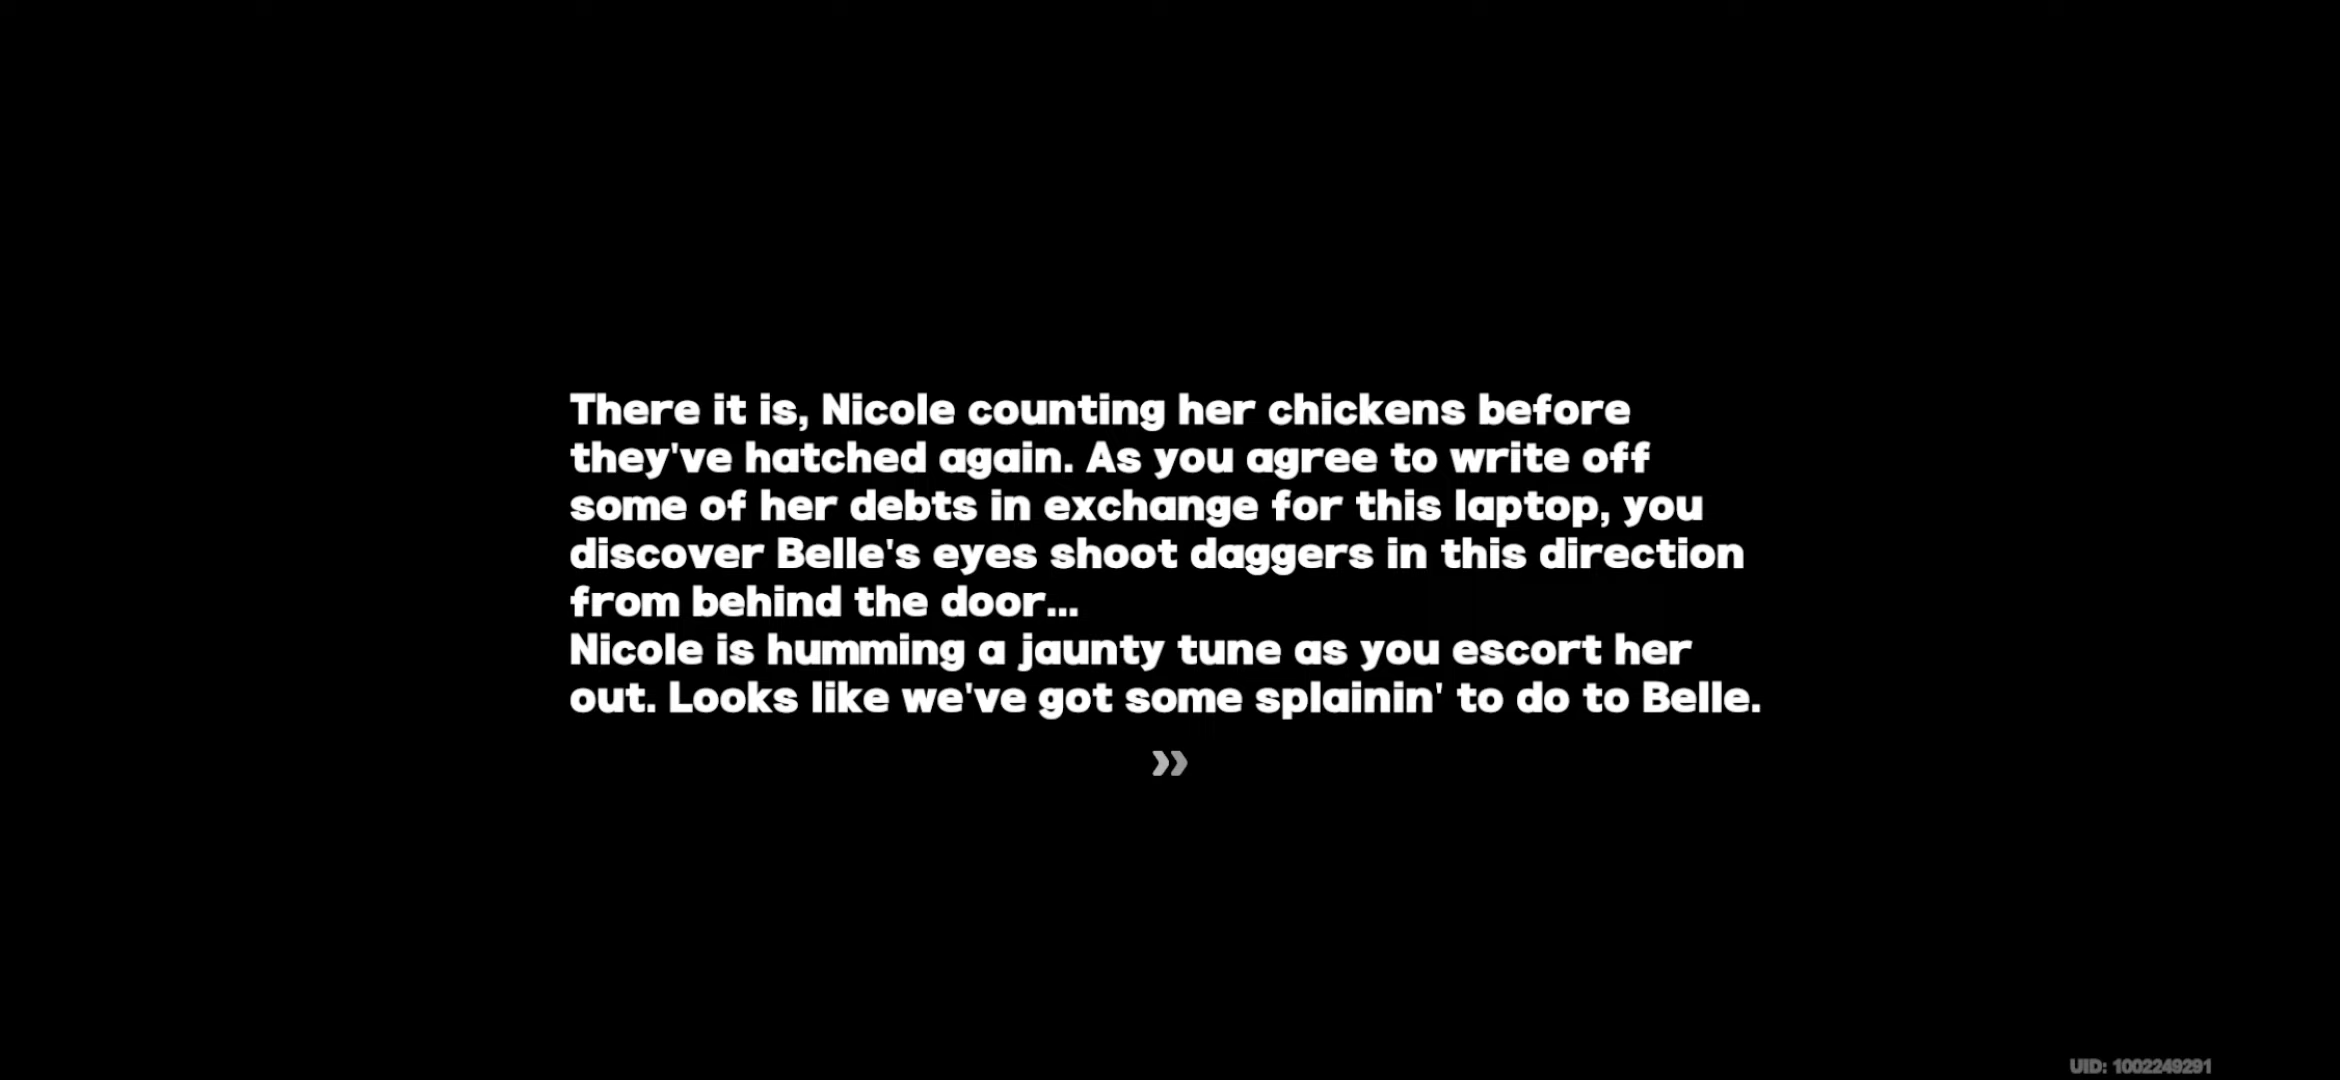 There it is, Nicole counting her chickens before
they've hatched again. As you agree to write off
some of her debts in exchange for this laptop, you
discover Belle's eyes shoot daggers in this direction
from behind the door...
Nicole is humming a jaunty tune as you escort her
out. Looks like we've got some splainin' to do to Belle.
UID: 1002249291